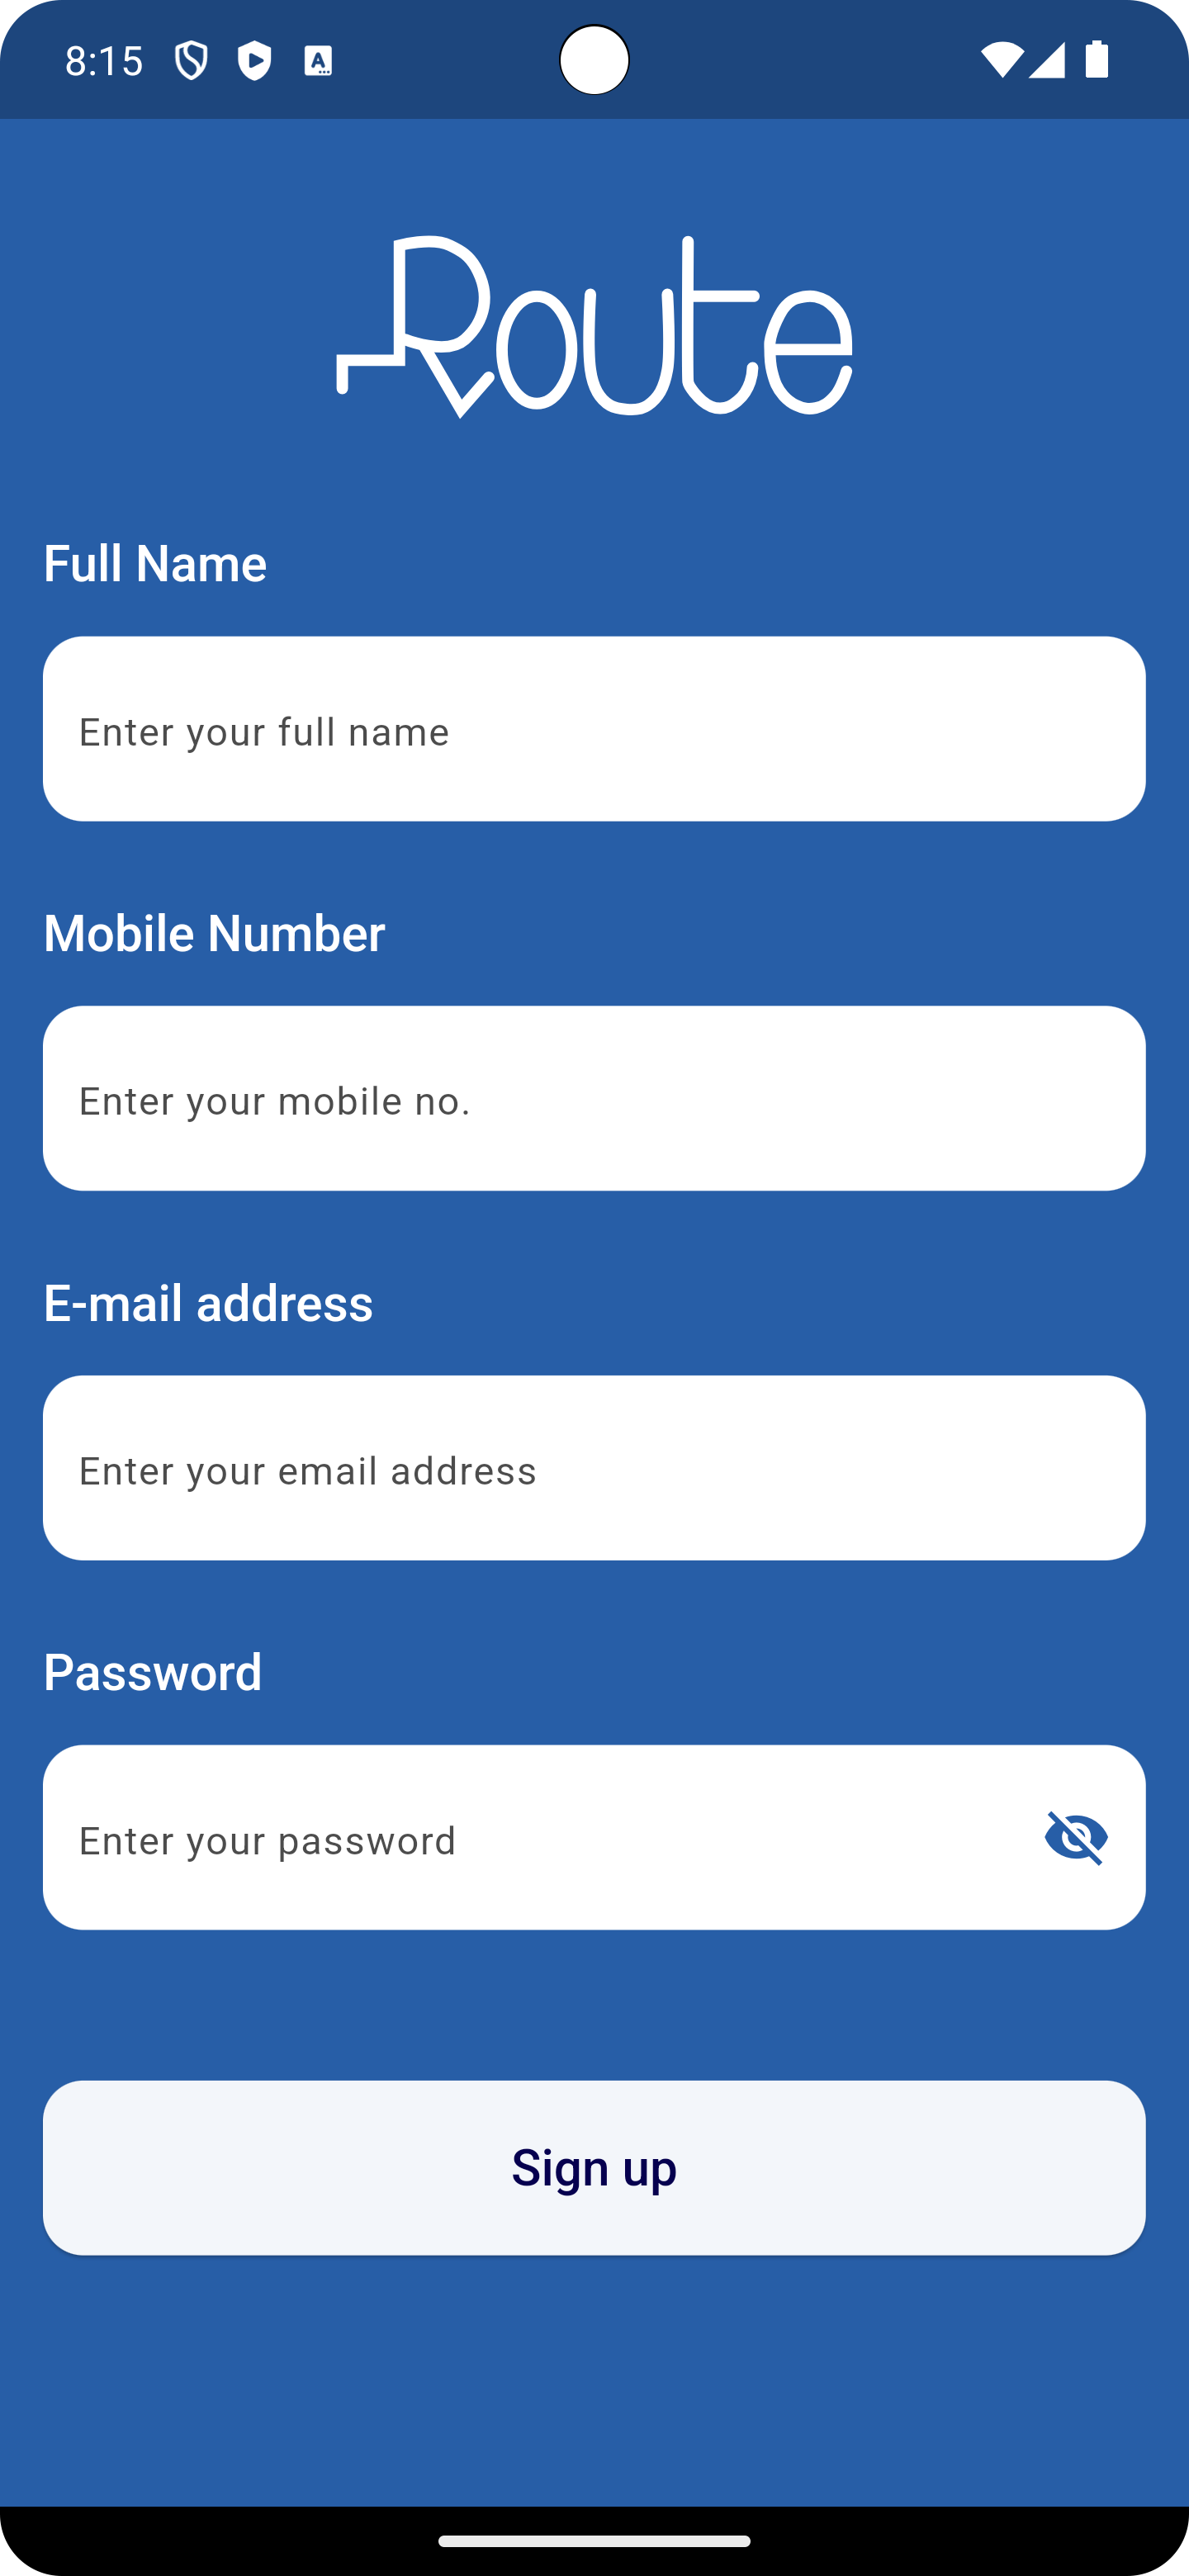 8:15
Route
Full Name
Enter your full name
Mobile Number
Enter your mobile no.
E-mail address
Enter your email address
Password
Enter your password
Sign up